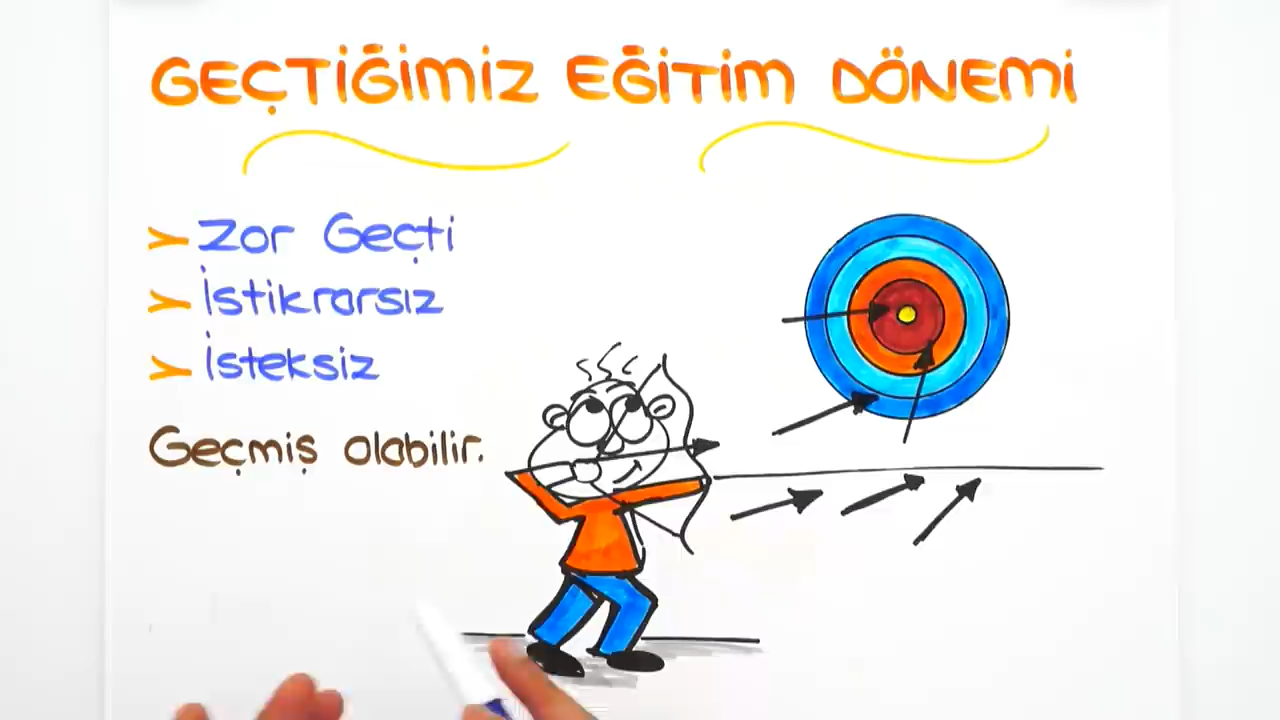 GEÇTİĞİMİZ EĞİTİM DÖNEMİ
Zor Geçti
İstikrarsız
İsteksiz
Geçmiş olabilir.